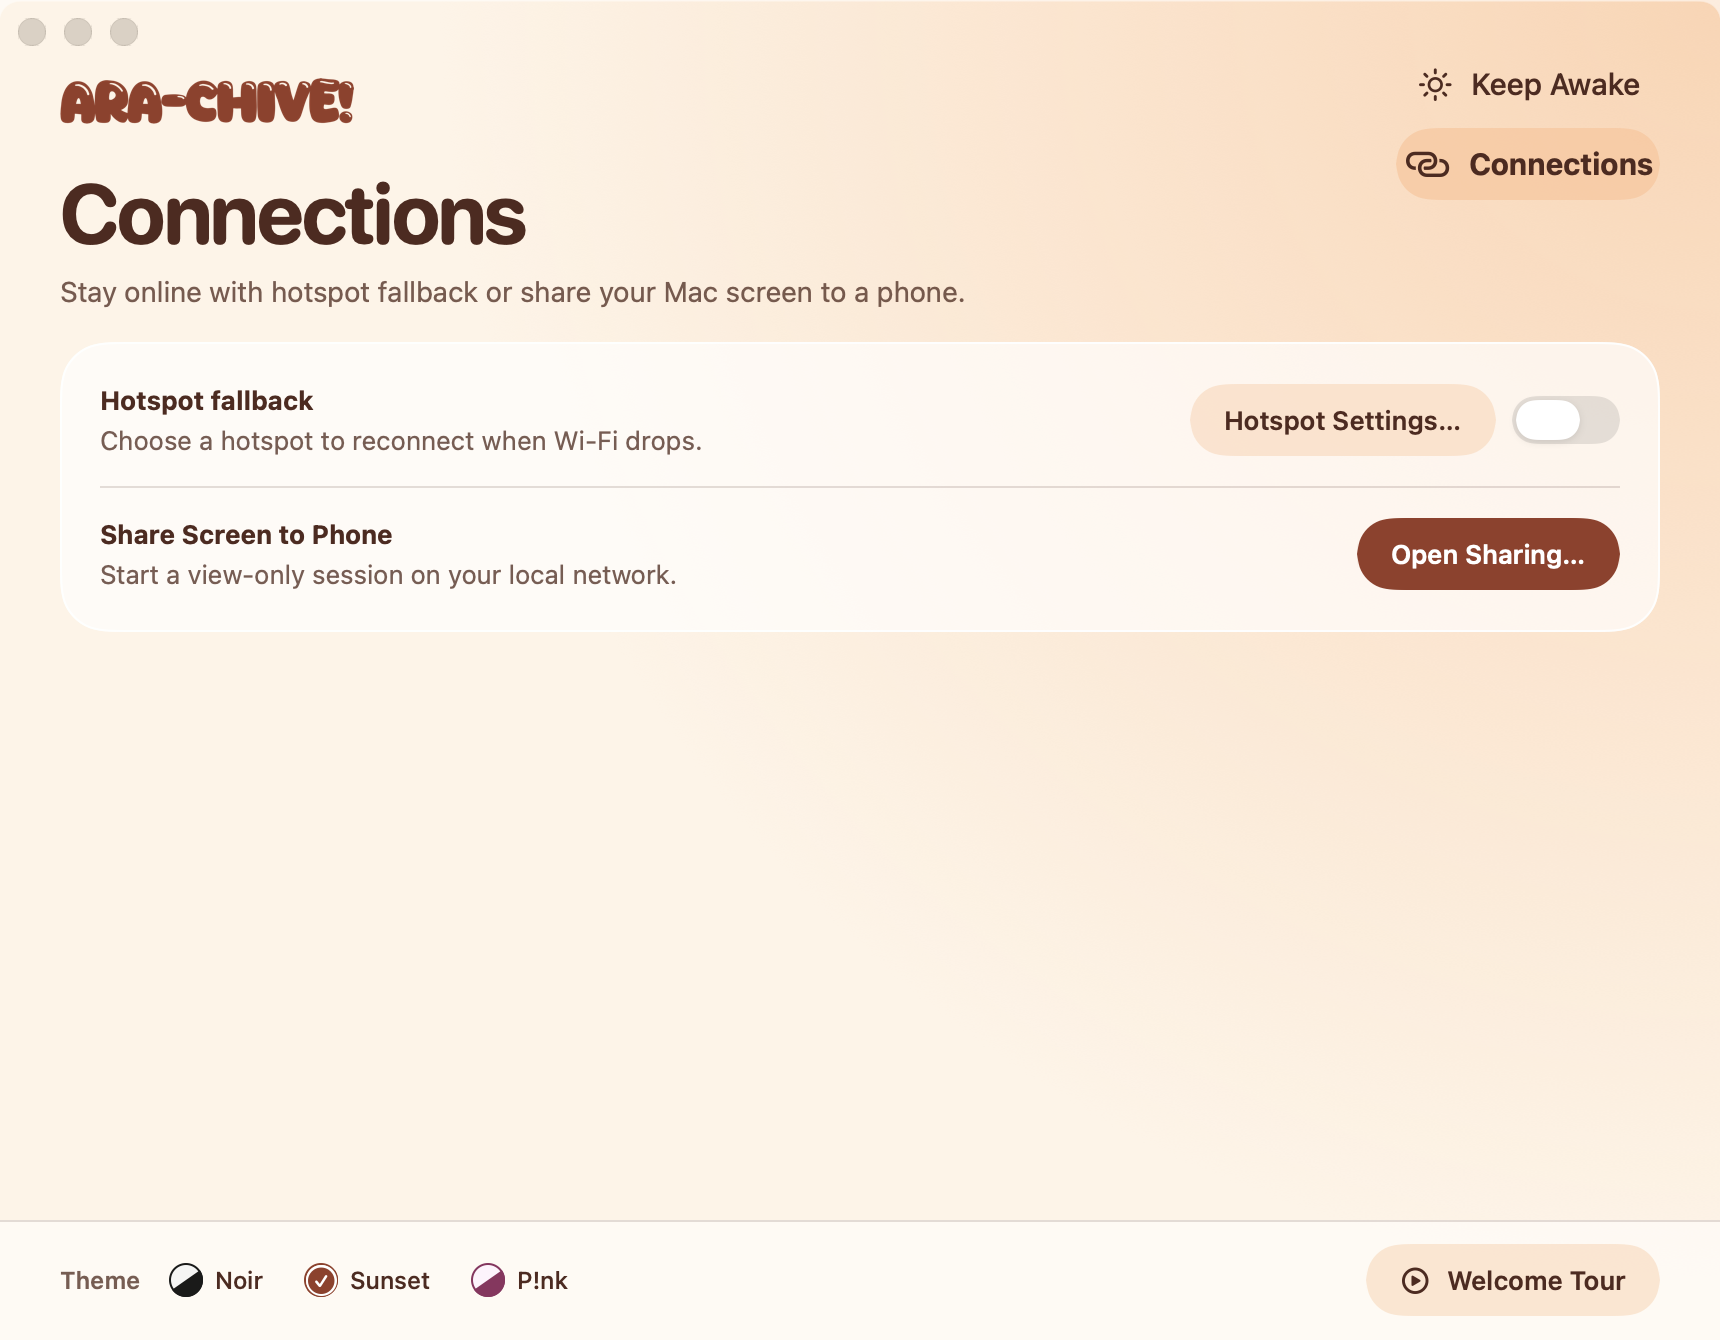 ARA-CHIVE!
Keep Awake
Connections
Connections
Stay online with hotspot fallback or share your Mac screen to a phone.
Hotspot fallback
Choose a hotspot to reconnect when Wi-Fi drops.
Hotspot Settings...
Share Screen to Phone
Start a view-only session on your local network.
Open Sharing...
Theme
Noir
Sunset
P!nk
Welcome Tour